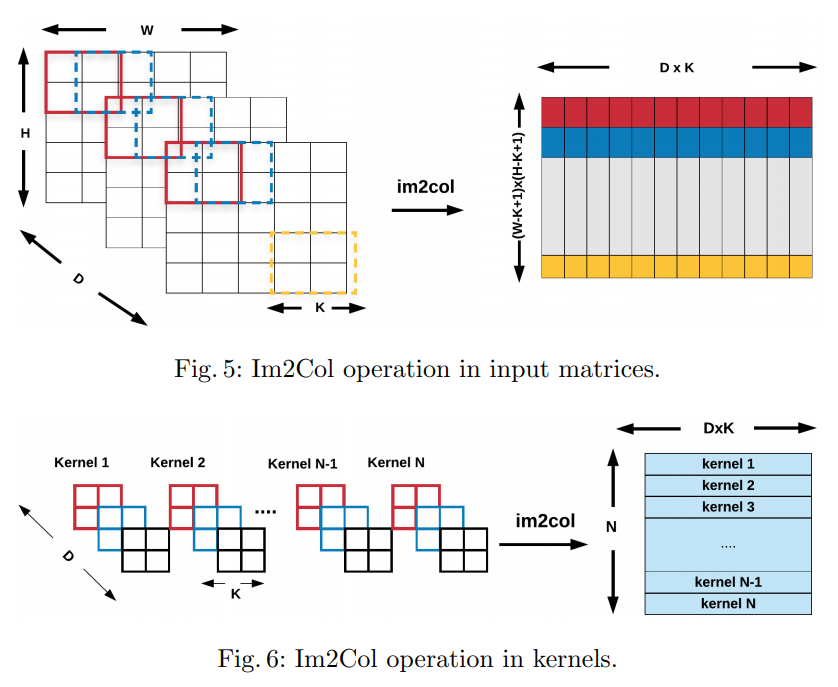 W
H
D
K
im2col
D x K
(W-K+1)x(H-K+1)
Fig. 5: Im2Col operation in input matrices.
Kernel 1 Kernel 2 Kernel N-1 Kernel N
....
D
K
im2col
DxK
N
kernel 1
kernel 2
kernel 3
....
kernel N-1
kernel N
Fig. 6: Im2Col operation in kernels.